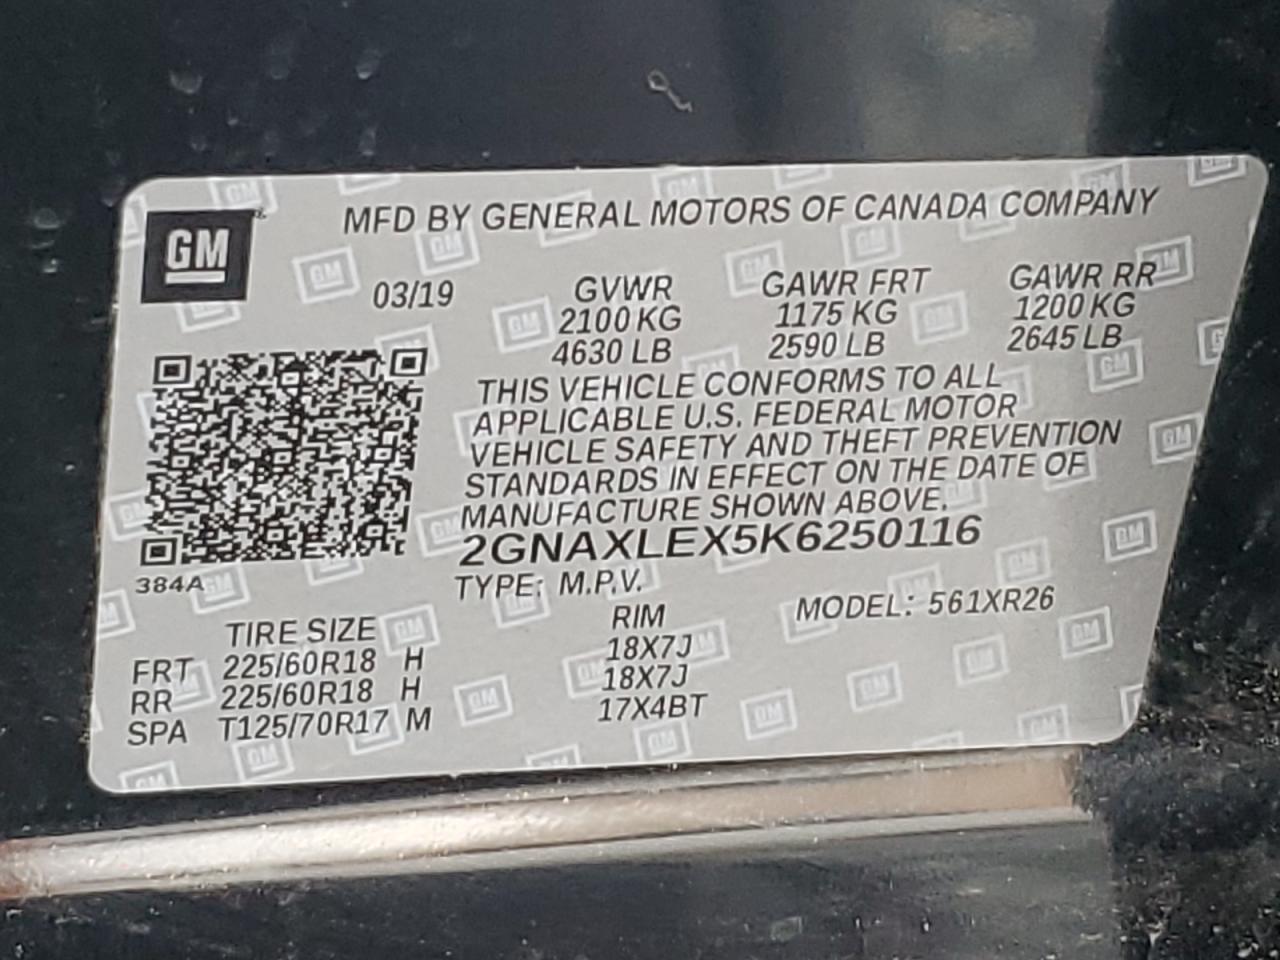 GM
MFD BY GENERAL MOTORS OF CANADA COMPANY
03/19 GVWR GAWR FRT GAWR RR
2100 KG 1175 KG 1200 KG
4630 LB 2590 LB 2645 LB
THIS VEHICLE CONFORMS TO ALL
APPLICABLE U.S. FEDERAL MOTOR
VEHICLE SAFETY AND THEFT PREVENTION
STANDARDS IN EFFECT ON THE DATE OF
MANUFACTURE SHOWN ABOVE.
2GNAXLEX5K6250116
384A TYPE: M.P.V. MODEL: 561XR26
TIRE SIZE RIM
FRT 225/60R18 H 18X7J
RR 225/60R18 H 18X7J
SPA T125/70R17 M 17X4BT